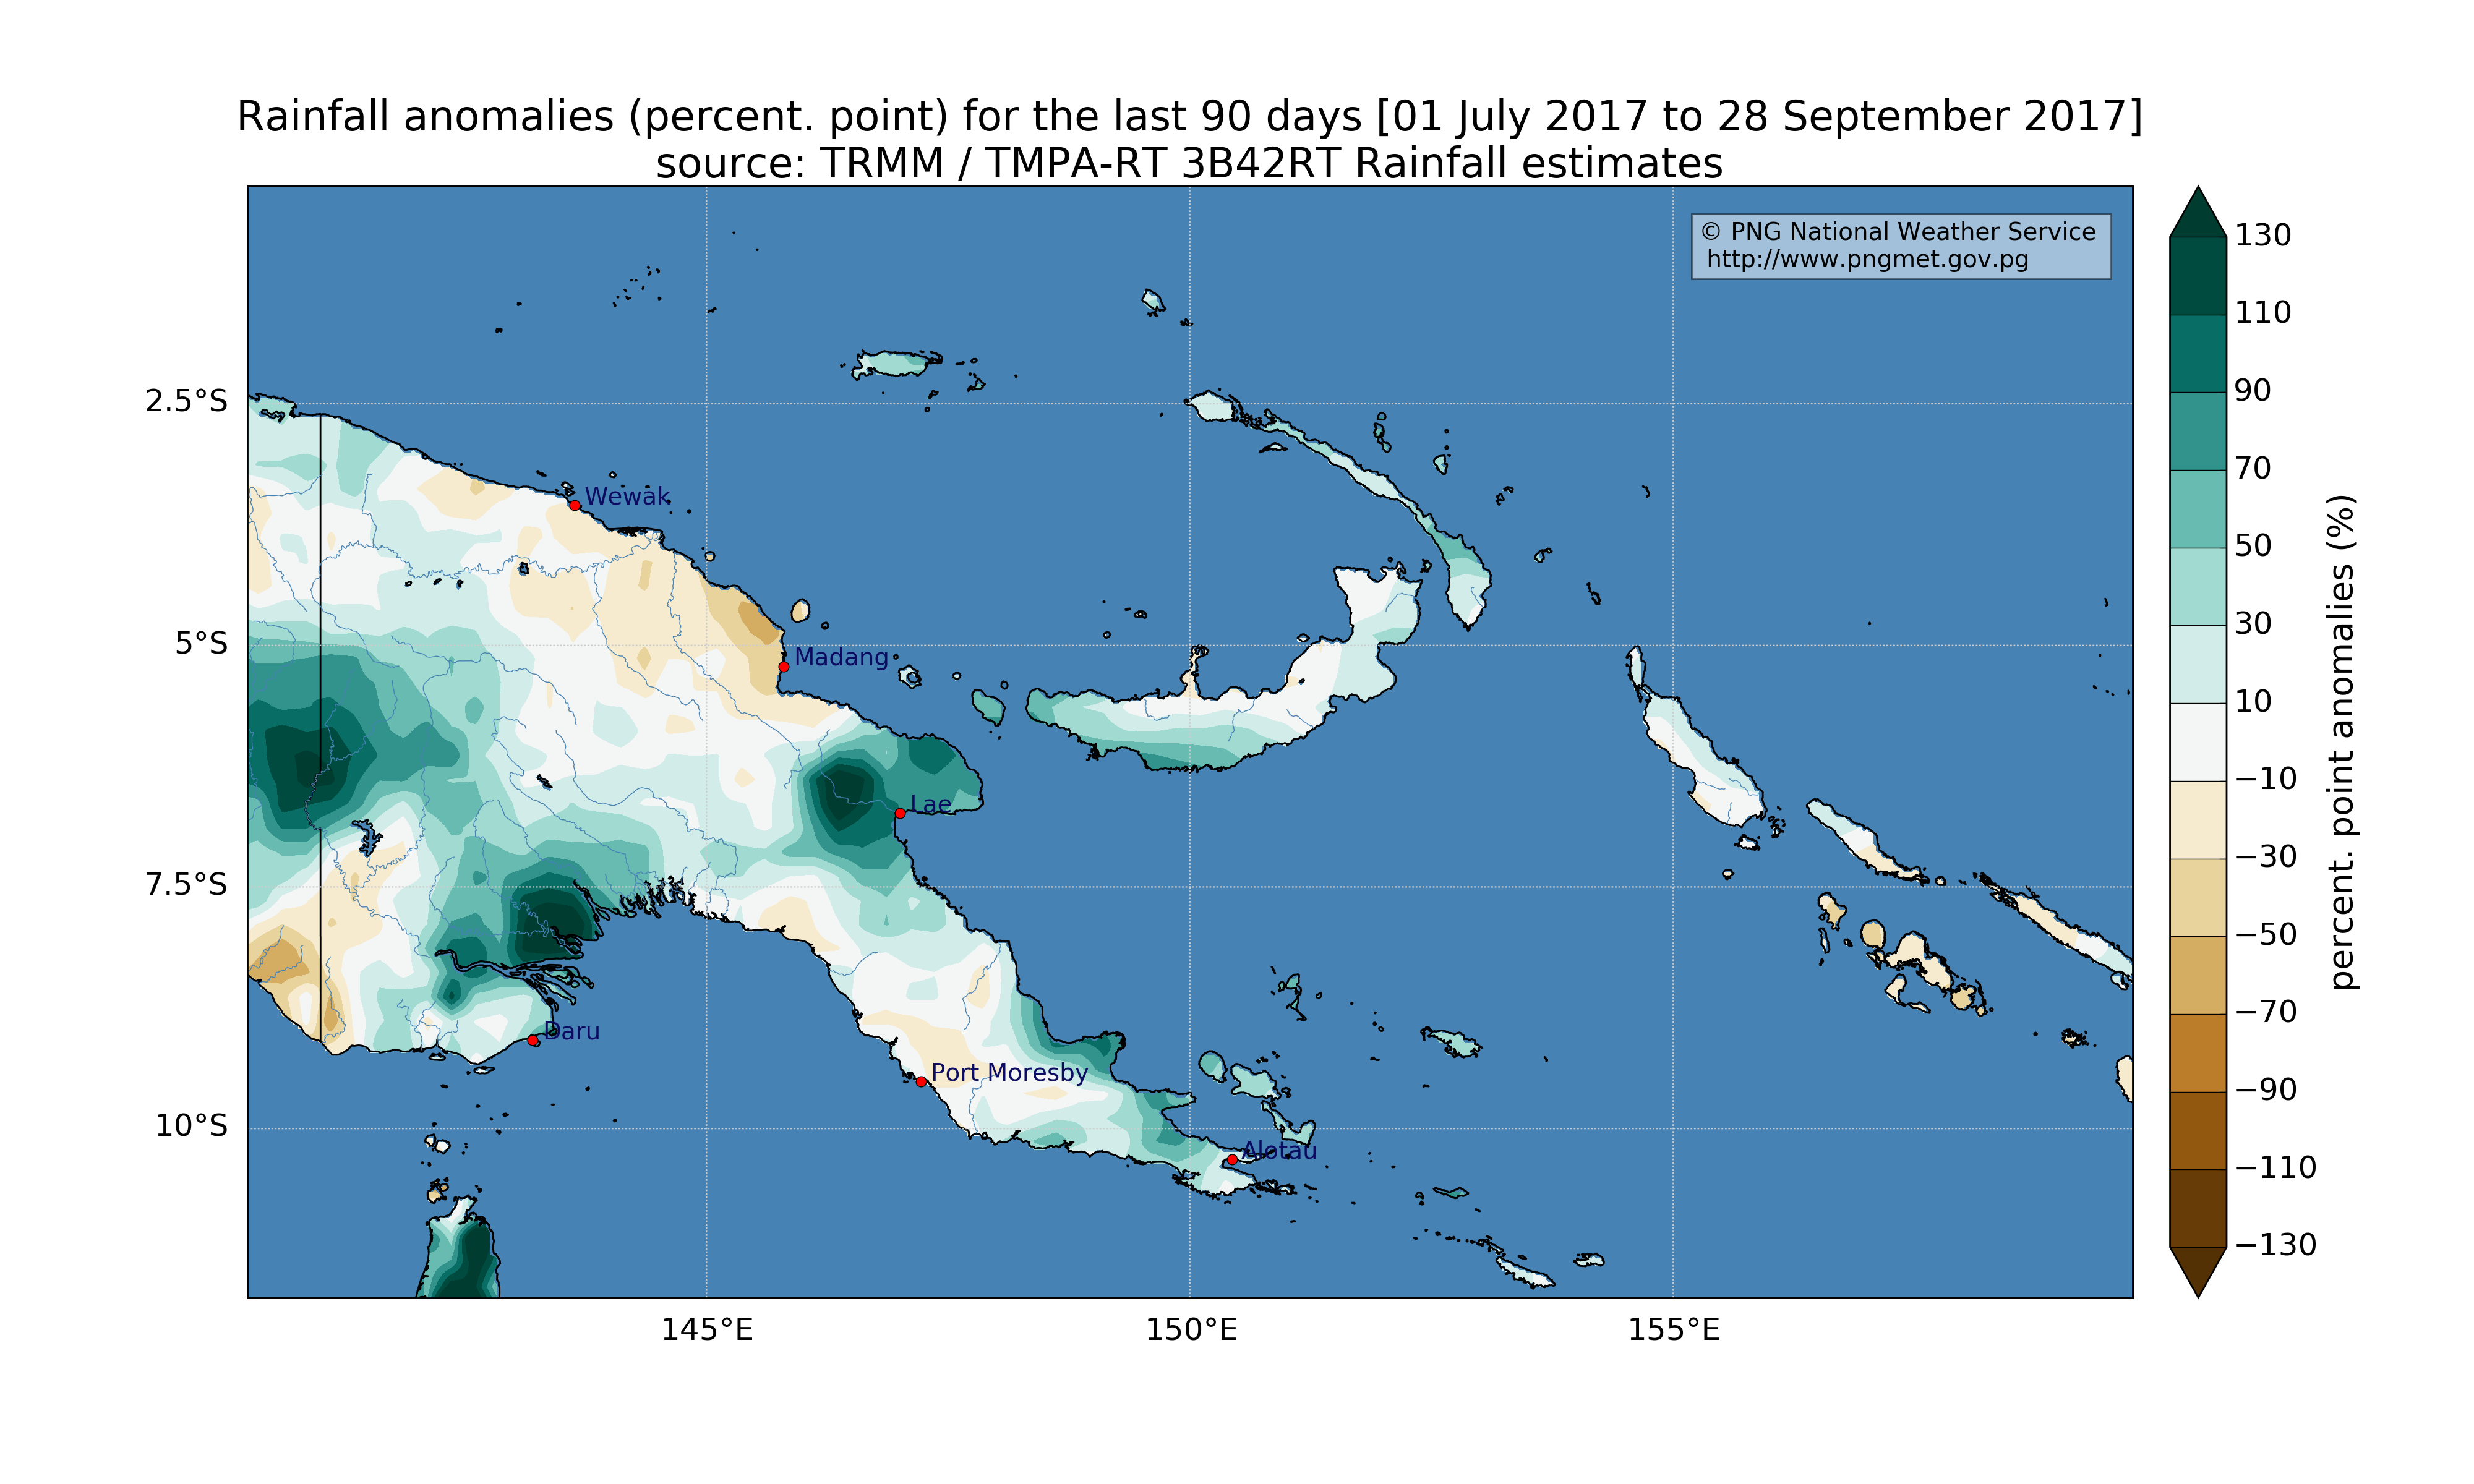 Rainfall anomalies (percent. point) for the last 90 days [01 July 2017 to 28 September 2017]
source: TRMM / TMPA-RT 3B42RT Rainfall estimates
© PNG National Weather Service
http://www.pngmet.gov.pg
2.5°S
5°S
7.5°S
10°S
145°E
150°E
155°E
Wewak
Madang
Lae
Daru
Port Moresby
Alotau
130
110
90
70
50
30
10
−10
−30
−50
−70
−90
−110
−130
percent. point anomalies (%)